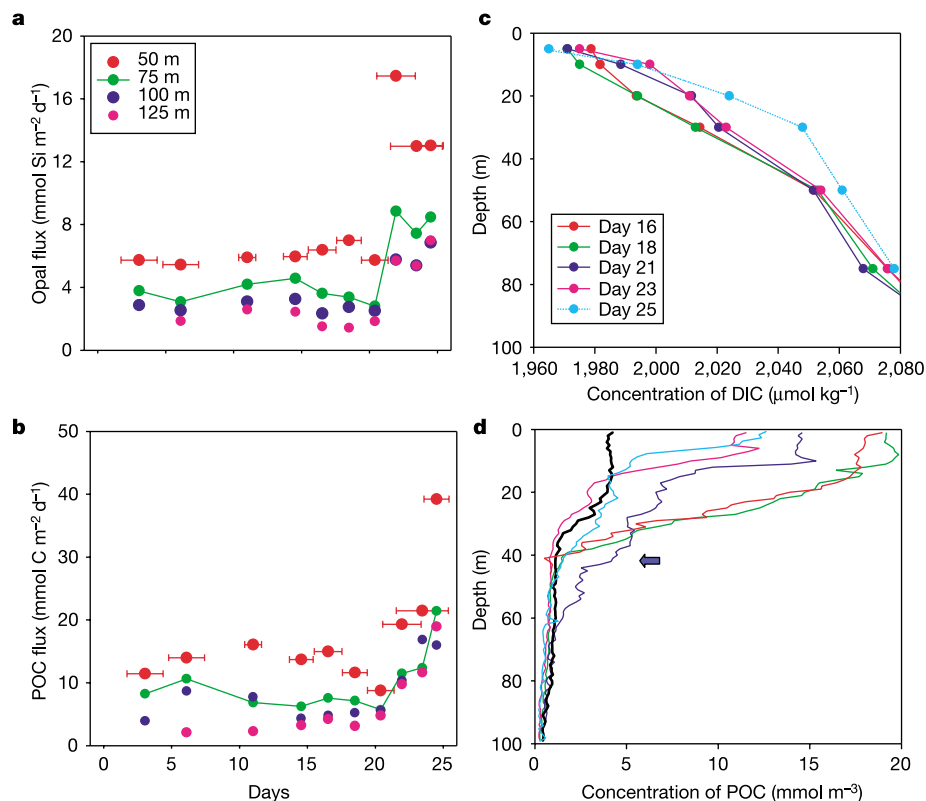 a
20
16
12
8
4
0
Opal flux (mmol Si m⁻² d⁻¹)
50 m
75 m
100 m
125 m
b
50
40
30
20
10
0
POC flux (mmol C m⁻² d⁻¹)
0 5 10 15 20 25
Days
c
0
20
40
60
80
100
Depth (m)
Day 16
Day 18
Day 21
Day 23
Day 25
1,960 1,980 2,000 2,020 2,040 2,060 2,080
Concentration of DIC (μmol kg⁻¹)
d
0
20
40
60
80
100
Depth (m)
0 5 10 15 20
Concentration of POC (mmol m⁻³)